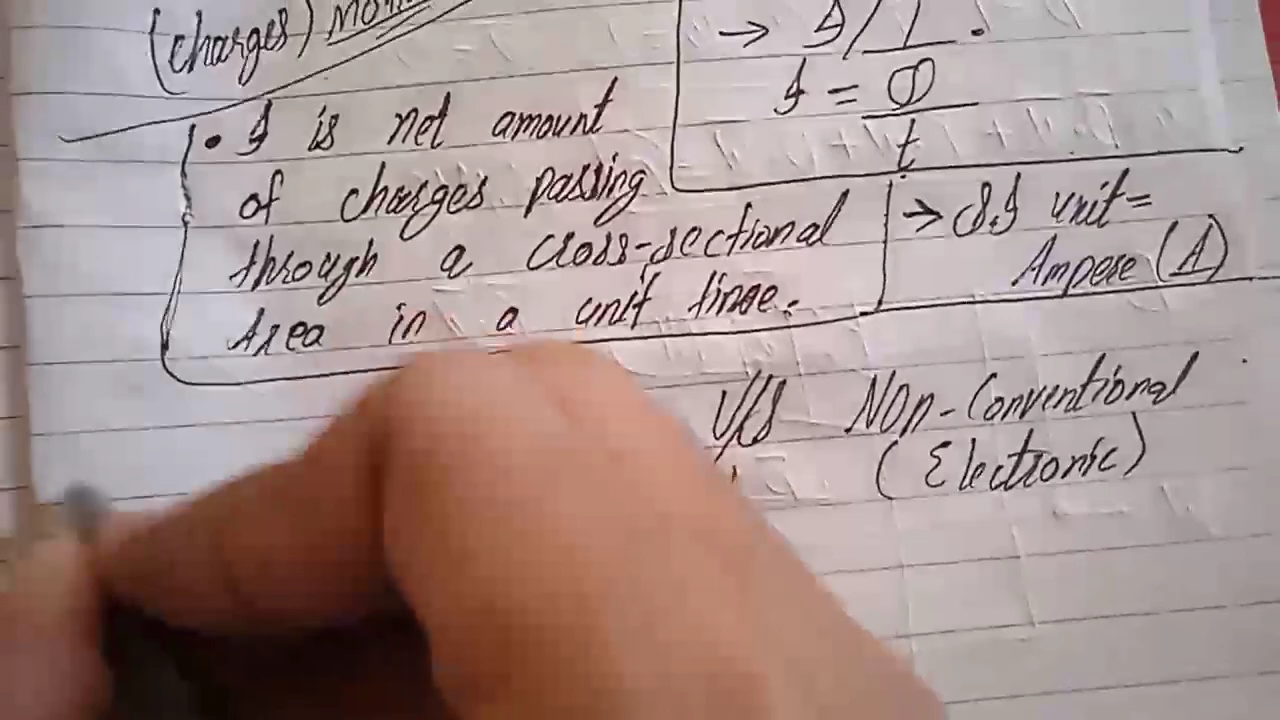 (charges)
• I is net amount
of charges passing
through a cross-sectional
Area in a unit time.
I = Q
t
→ S.I unit =
Ampere (A)
V/S Non-Conventional
(Electronic)